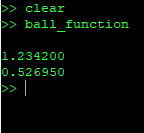 >> clear
>> ball_function
1.234200
0.526950
>>